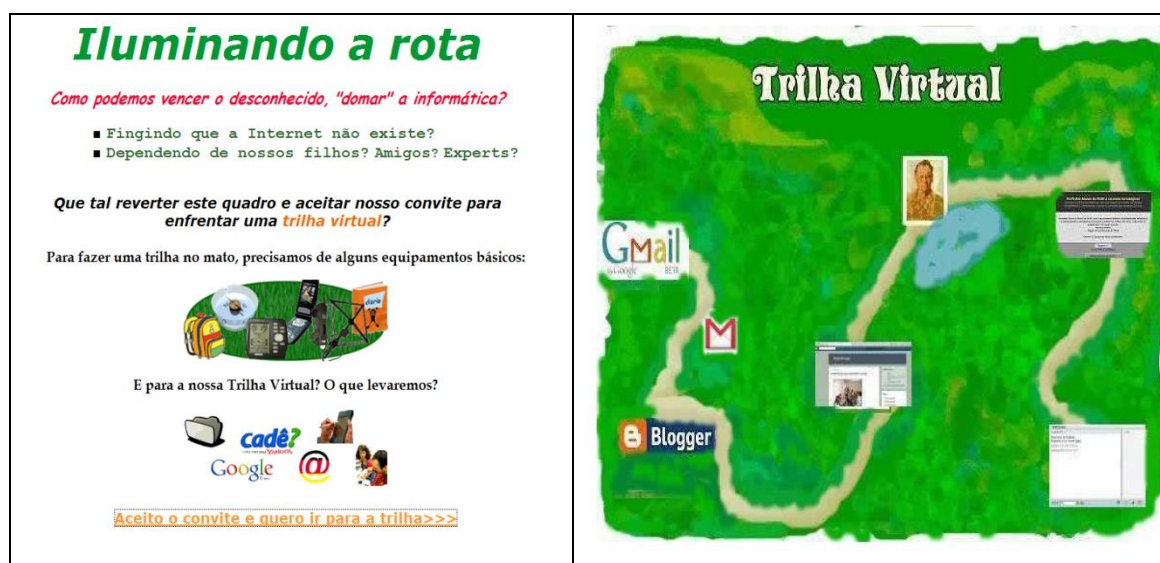 Iluminando a rota
Como podemos vencer o desconhecido, "domar" a informática?
Fingindo que a Internet não existe?
Dependendo de nossos filhos? Amigos? Experts?
Que tal reverter este quadro e aceitar nosso convite para
enfrentar uma trilha virtual?
Para fazer uma trilha no mato, precisamos de alguns equipamentos básicos:
diario
E para a nossa Trilha Virtual? O que levaremos?
cadê?
Google
@
Aceito o convite e quero ir para a trilha>>>
Trilha Virtual
Gmail
by Google BETA
M
Blogger